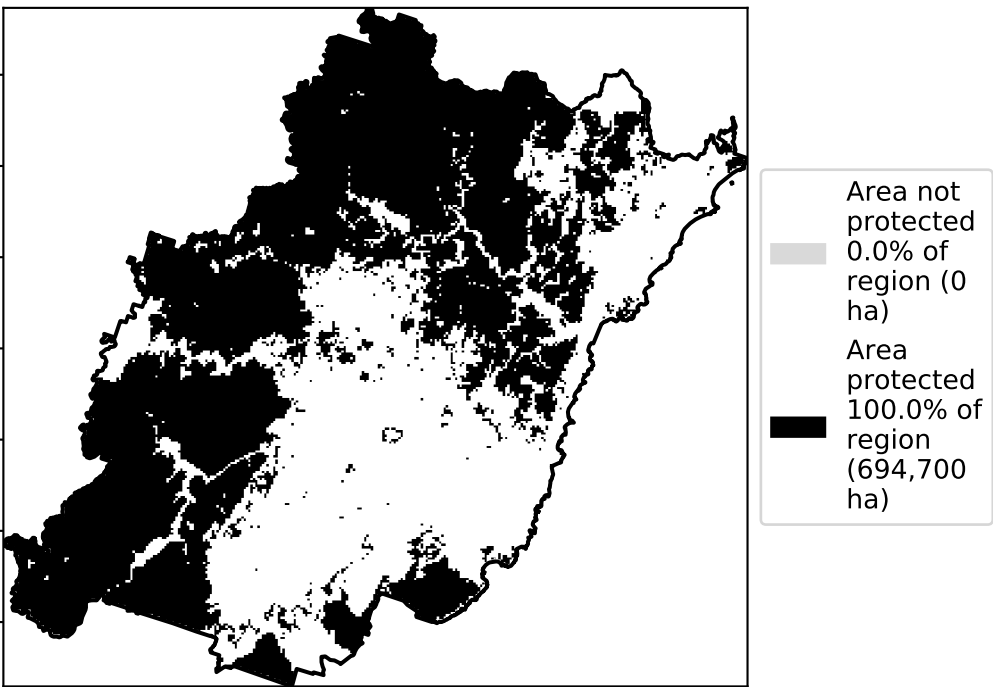 Area not
protected
0.0% of
region (0
ha)
Area
protected
100.0% of
region
(694,700
ha)